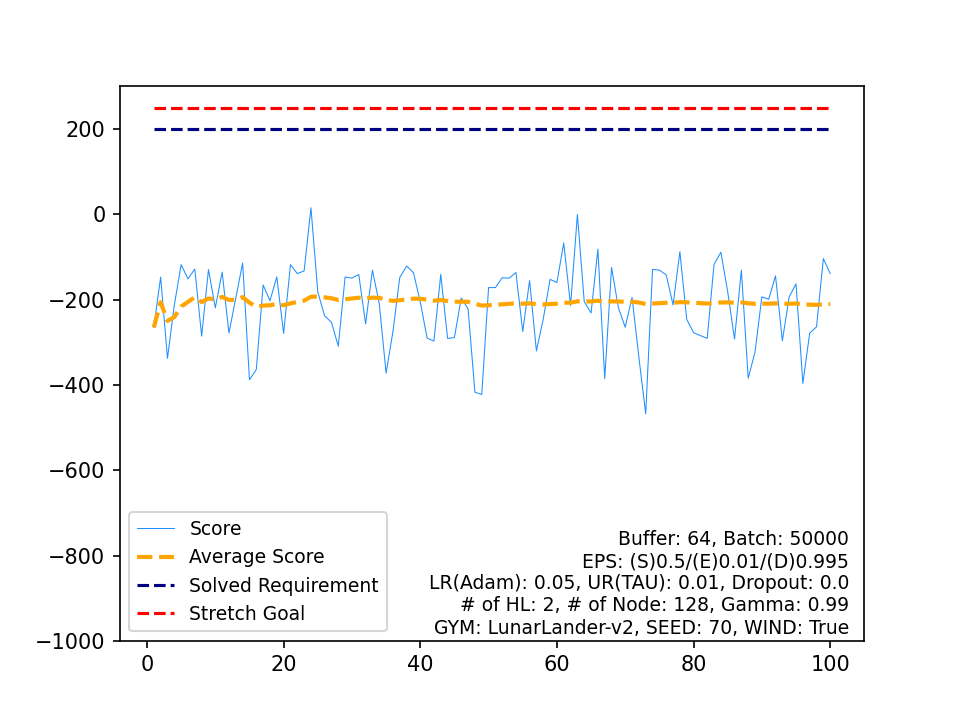 200
0
−200
−400
−600
−800
−1000
0
20
40
60
80
100
Score
Average Score
Solved Requirement
Stretch Goal
Buffer: 64, Batch: 50000
EPS: (S)0.5/(E)0.01/(D)0.995
LR(Adam): 0.05, UR(TAU): 0.01, Dropout: 0.0
# of HL: 2, # of Node: 128, Gamma: 0.99
GYM: LunarLander-v2, SEED: 70, WIND: True